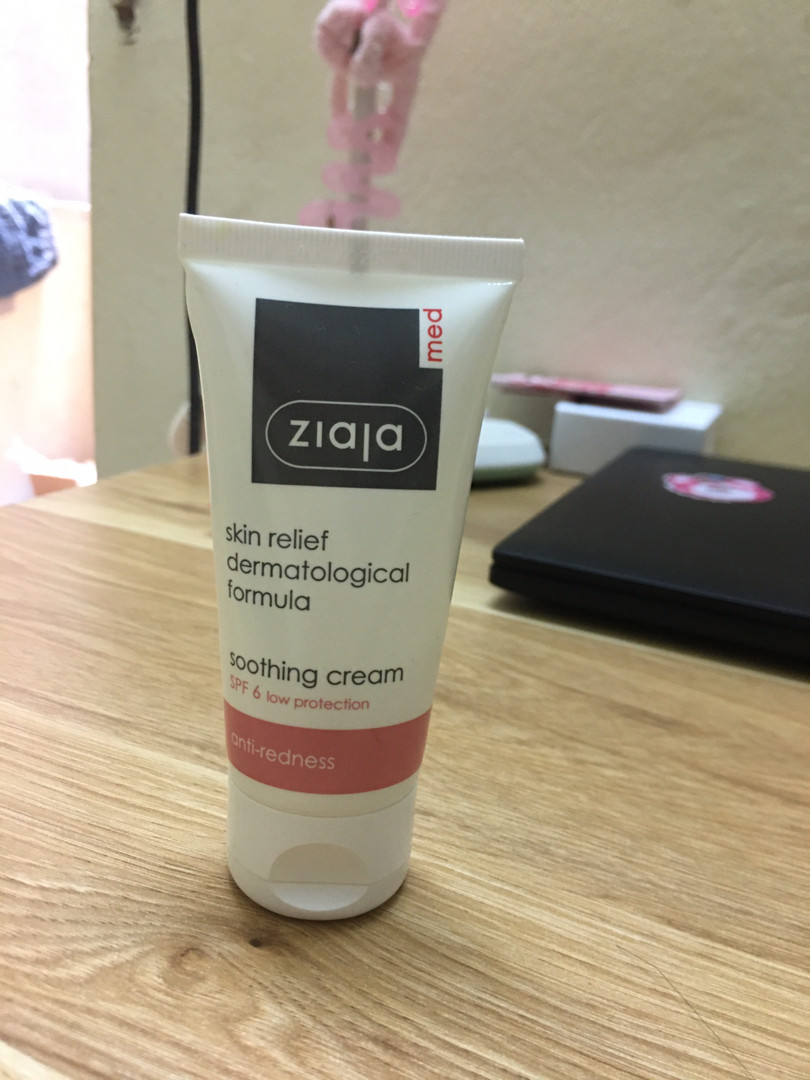 med
ziaja
skin relief
dermatological
formula
soothing cream
SPF 6 low protection
anti-redness